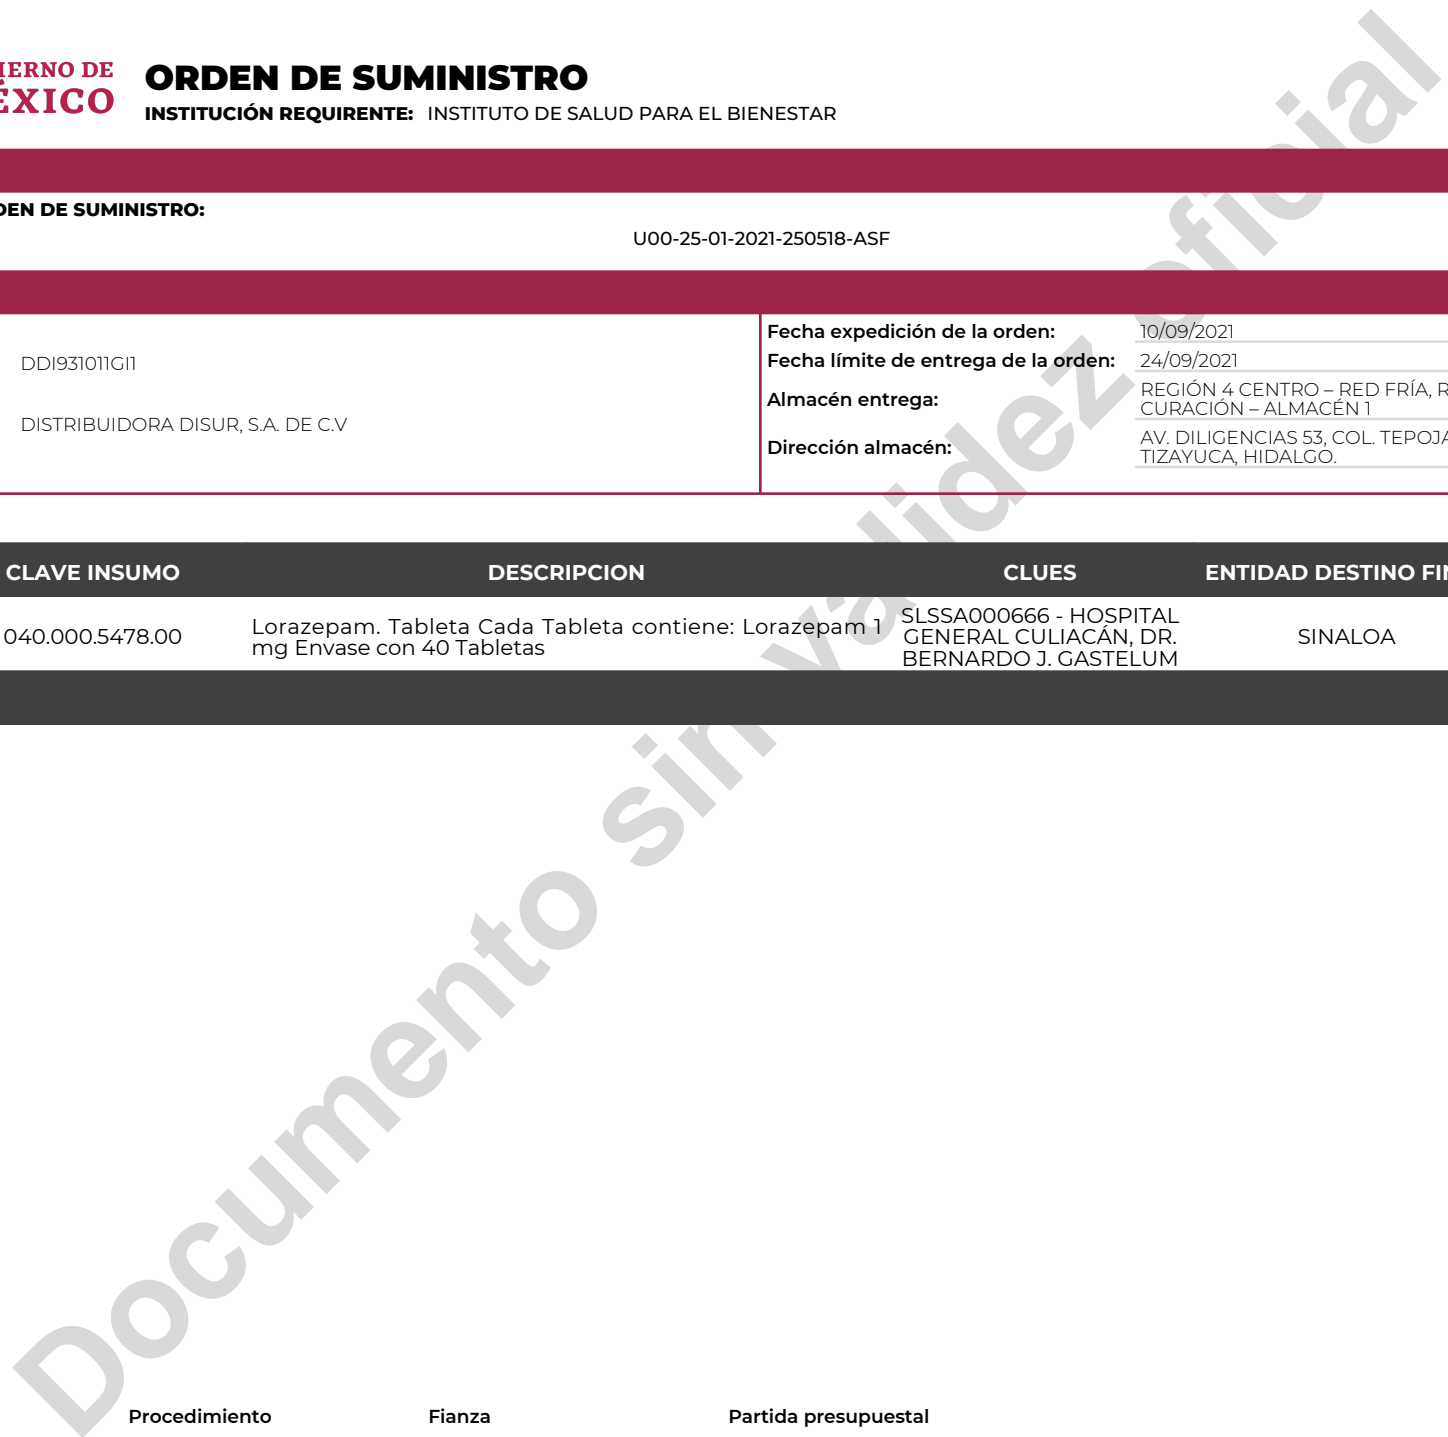 IERNO DE
ÉXICO
ORDEN DE SUMINISTRO
INSTITUCIÓN REQUIRENTE: INSTITUTO DE SALUD PARA EL BIENESTAR
DEN DE SUMINISTRO:
U00-25-01-2021-250518-ASF
DDI931011GI1
DISTRIBUIDORA DISUR, S.A. DE C.V
Fecha expedición de la orden: 10/09/2021
Fecha límite de entrega de la orden: 24/09/2021
Almacén entrega: REGIÓN 4 CENTRO – RED FRÍA, R
CURACIÓN – ALMACÉN 1
Dirección almacén: AV. DILIGENCIAS 53, COL. TEPOJA
TIZAYUCA, HIDALGO.
CLAVE INSUMO DESCRIPCION CLUES ENTIDAD DESTINO FIN
040.000.5478.00
Lorazepam. Tableta Cada Tableta contiene: Lorazepam 1
mg Envase con 40 Tabletas
SLSSA000666 - HOSPITAL
GENERAL CULIACÁN, DR.
BERNARDO J. GASTELUM
SINALOA
Documento sin validez oficial
Procedimiento Fianza Partida presupuestal